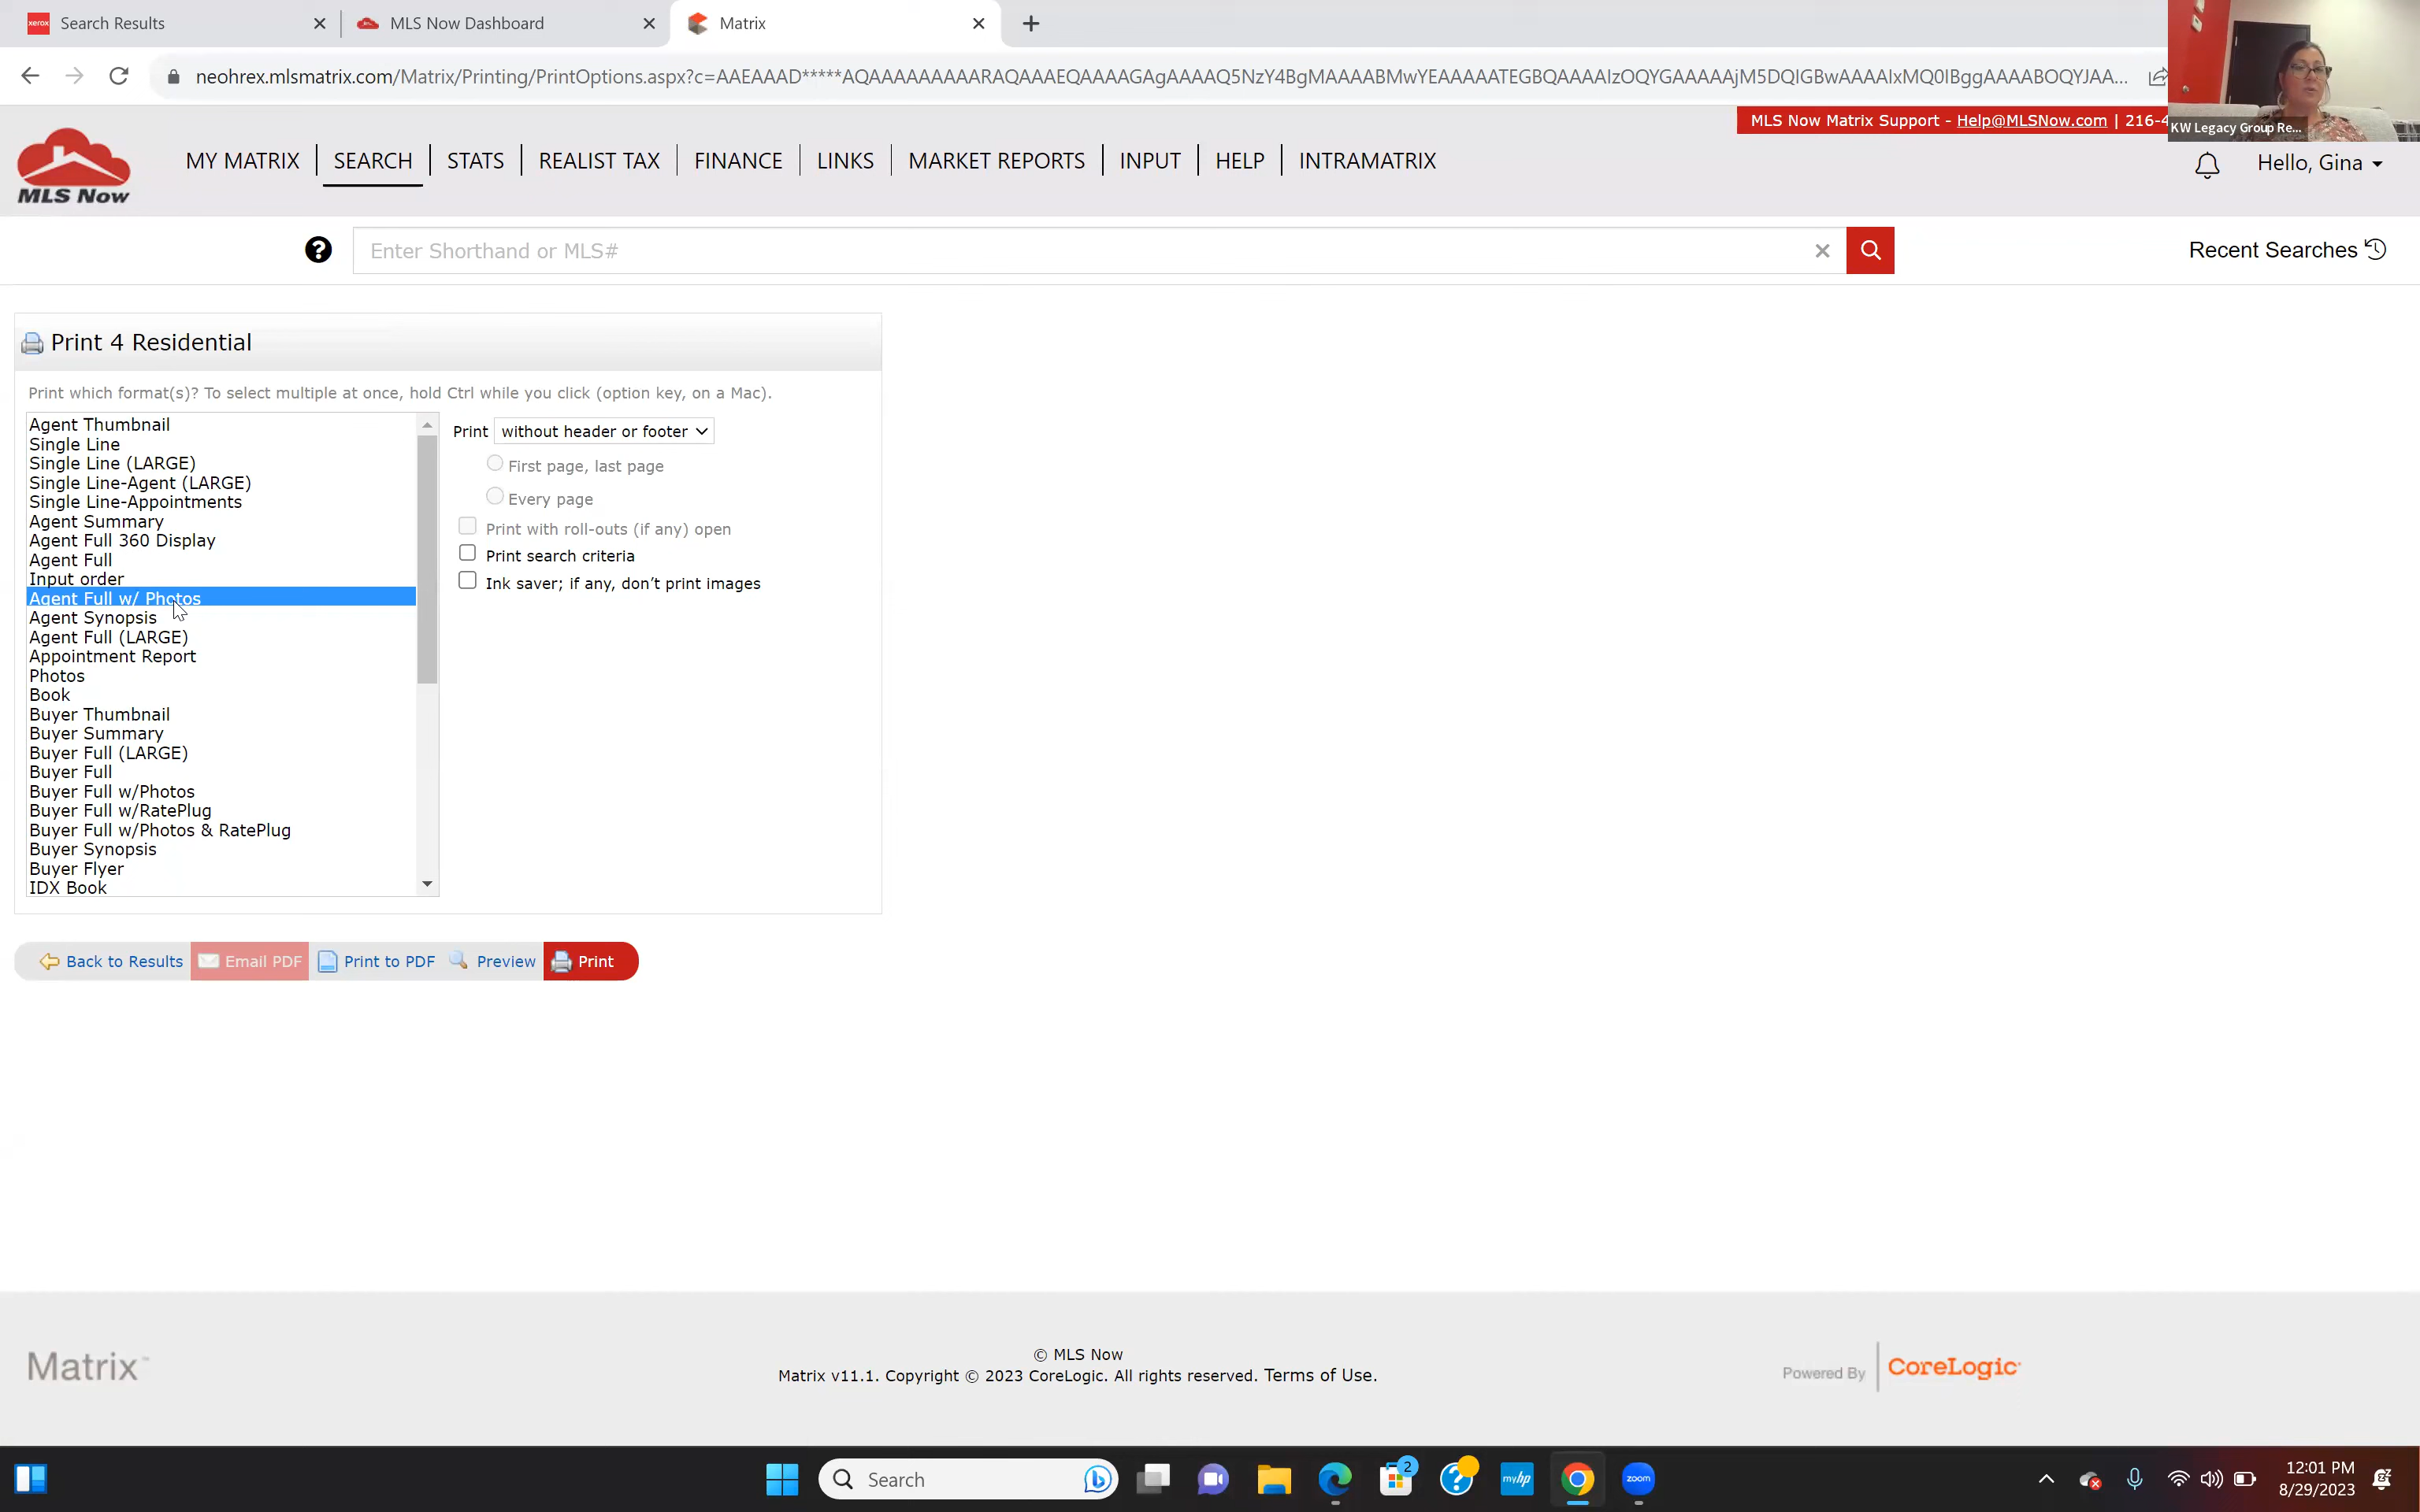 xerox Search Results
MLS Now Dashboard
Matrix
neohrex.mlsmatrix.com/Matrix/Printing/PrintOptions.aspx?c=AAEAAAD*****AQAAAAAAAAARAQAAAEQAAAAGAgAAAAQ5NzY4BgMAAAABMwYEAAAAATEGBQAAAAIzOQYGAAAAAjM5DQIGBwAAAAIxMQ0IBggAAAABOQYJAA...
MLS Now Matrix Support - Help@MLSNow.com | 216-4
KW Legacy Group Re...
MLS Now
MY MATRIX SEARCH STATS REALIST TAX FINANCE LINKS MARKET REPORTS INPUT HELP INTRAMATRIX
Hello, Gina
Enter Shorthand or MLS#
Recent Searches
Print 4 Residential
Print which format(s)? To select multiple at once, hold Ctrl while you click (option key, on a Mac).
Agent Thumbnail
Single Line
Single Line (LARGE)
Single Line-Agent (LARGE)
Single Line-Appointments
Agent Summary
Agent Full 360 Display
Agent Full
Input order
Agent Full w/ Photos
Agent Synopsis
Agent Full (LARGE)
Appointment Report
Photos
Book
Buyer Thumbnail
Buyer Summary
Buyer Full (LARGE)
Buyer Full
Buyer Full w/Photos
Buyer Full w/RatePlug
Buyer Full w/Photos & RatePlug
Buyer Synopsis
Buyer Flyer
IDX Book
Print without header or footer
First page, last page
Every page
Print with roll-outs (if any) open
Print search criteria
Ink saver; if any, don't print images
Back to Results Email PDF Print to PDF Preview Print
Matrix™
© MLS Now
Matrix v11.1. Copyright © 2023 CoreLogic. All rights reserved. Terms of Use.
Powered By CoreLogic
Search
2
myhp
zoom
12:01 PM
8/29/2023